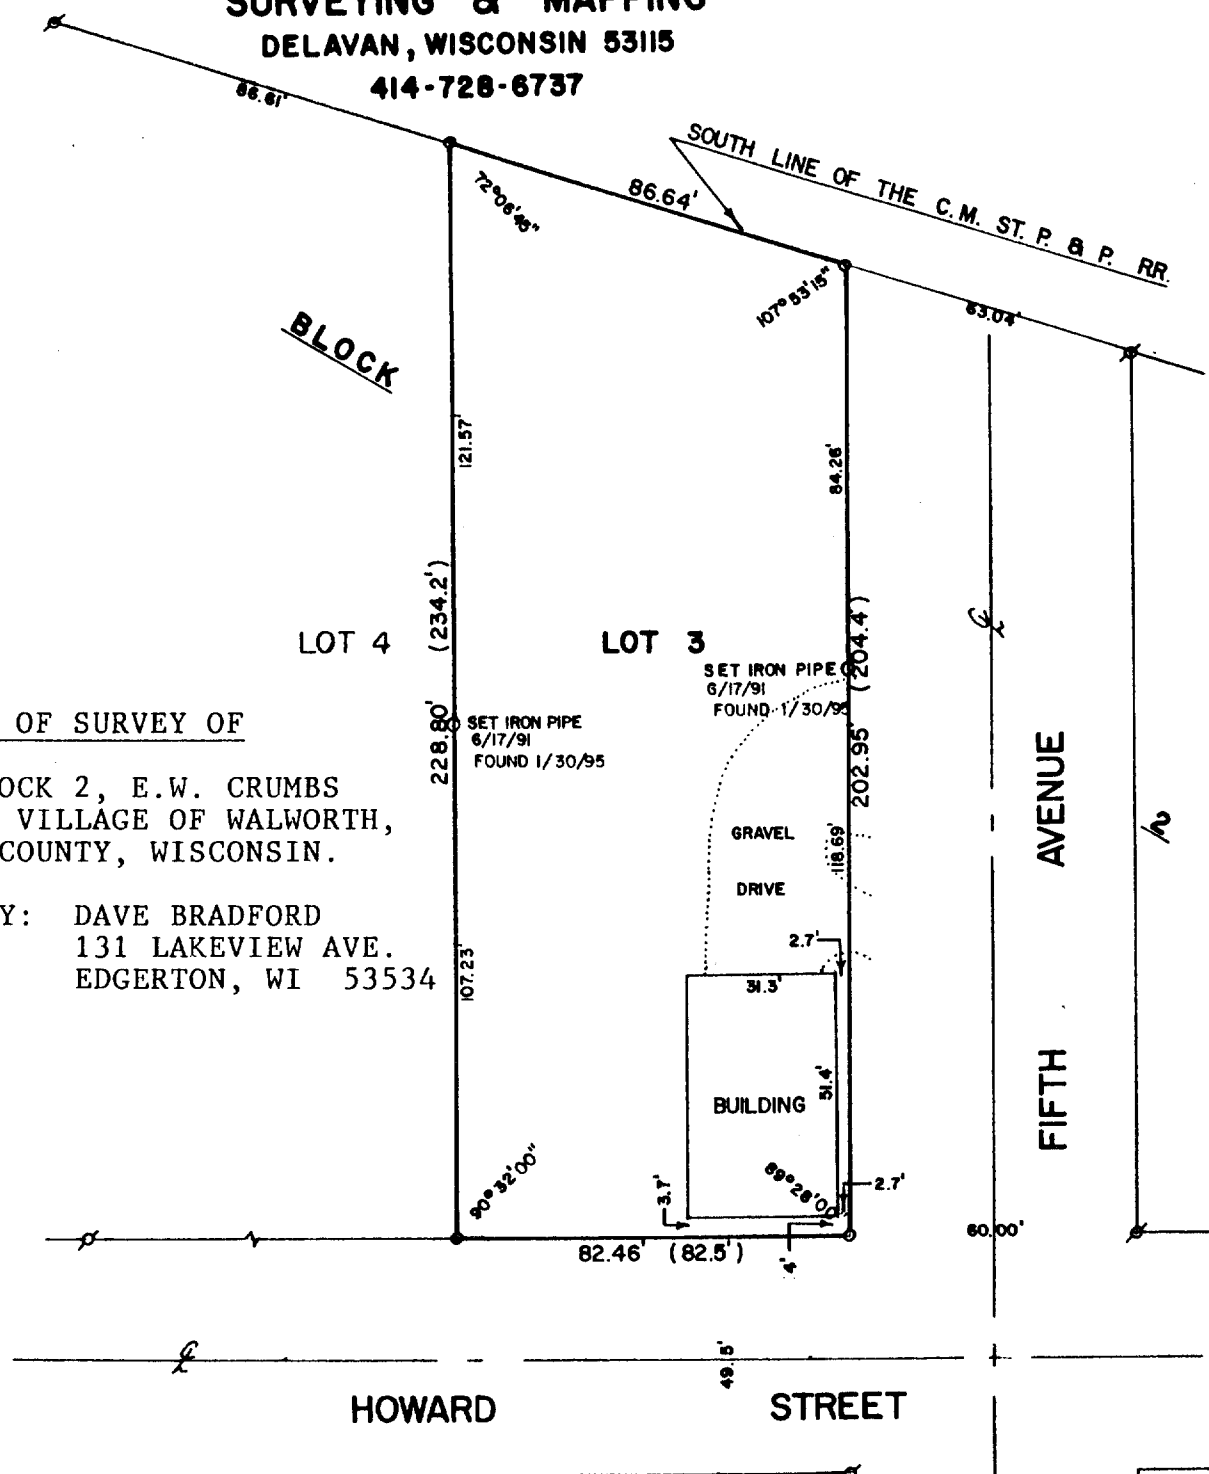 SURVEYING & MAPPING
DELAVAN, WISCONSIN 53115
414-728-6737
86.61'
SOUTH LINE OF THE C.M. ST. P. & P. RR.
86.64'
72°06'45"
107°53'15"
63.04'
BLOCK
121.57'
84.26'
(234.2')
(204.4')
LOT 4
LOT 3
SET IRON PIPE
6/17/91
FOUND 1/30/95
228.80'
SET IRON PIPE
6/17/91
FOUND 1/30/95
202.95'
OF SURVEY OF
OCK 2, E.W. CRUMBS
VILLAGE OF WALWORTH,
COUNTY, WISCONSIN.
Y: DAVE BRADFORD
131 LAKEVIEW AVE.
EDGERTON, WI 53534
GRAVEL
DRIVE
118.69'
107.23'
2.7'
31.3'
51.4'
BUILDING
FIFTH AVENUE
2
90°32'00"
89°28'00"
3.7'
2.7'
4'
82.46' (82.5')
60.00'
49.5'
HOWARD STREET